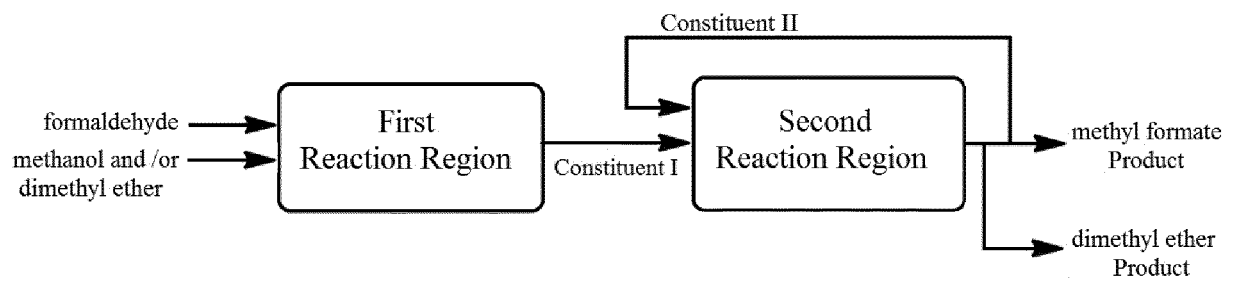 Constituent II
formaldehyde
methanol and /or
dimethyl ether
First
Reaction Region
Constituent I
Second
Reaction Region
methyl formate
Product
dimethyl ether
Product